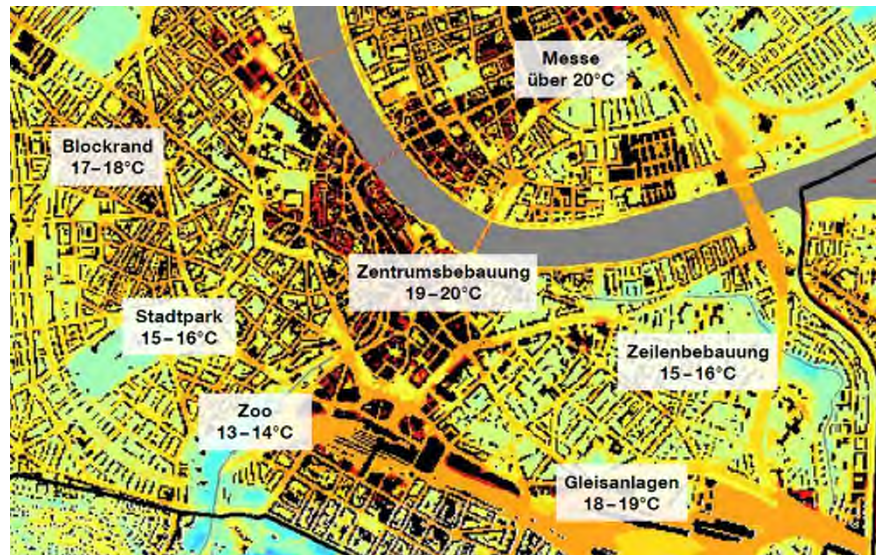 Messe
über 20°C
Blockrand
17–18°C
Zentrumsbebauung
19–20°C
Stadtpark
15–16°C
Zeilenbebauung
15–16°C
Zoo
13–14°C
Gleisanlagen
18–19°C